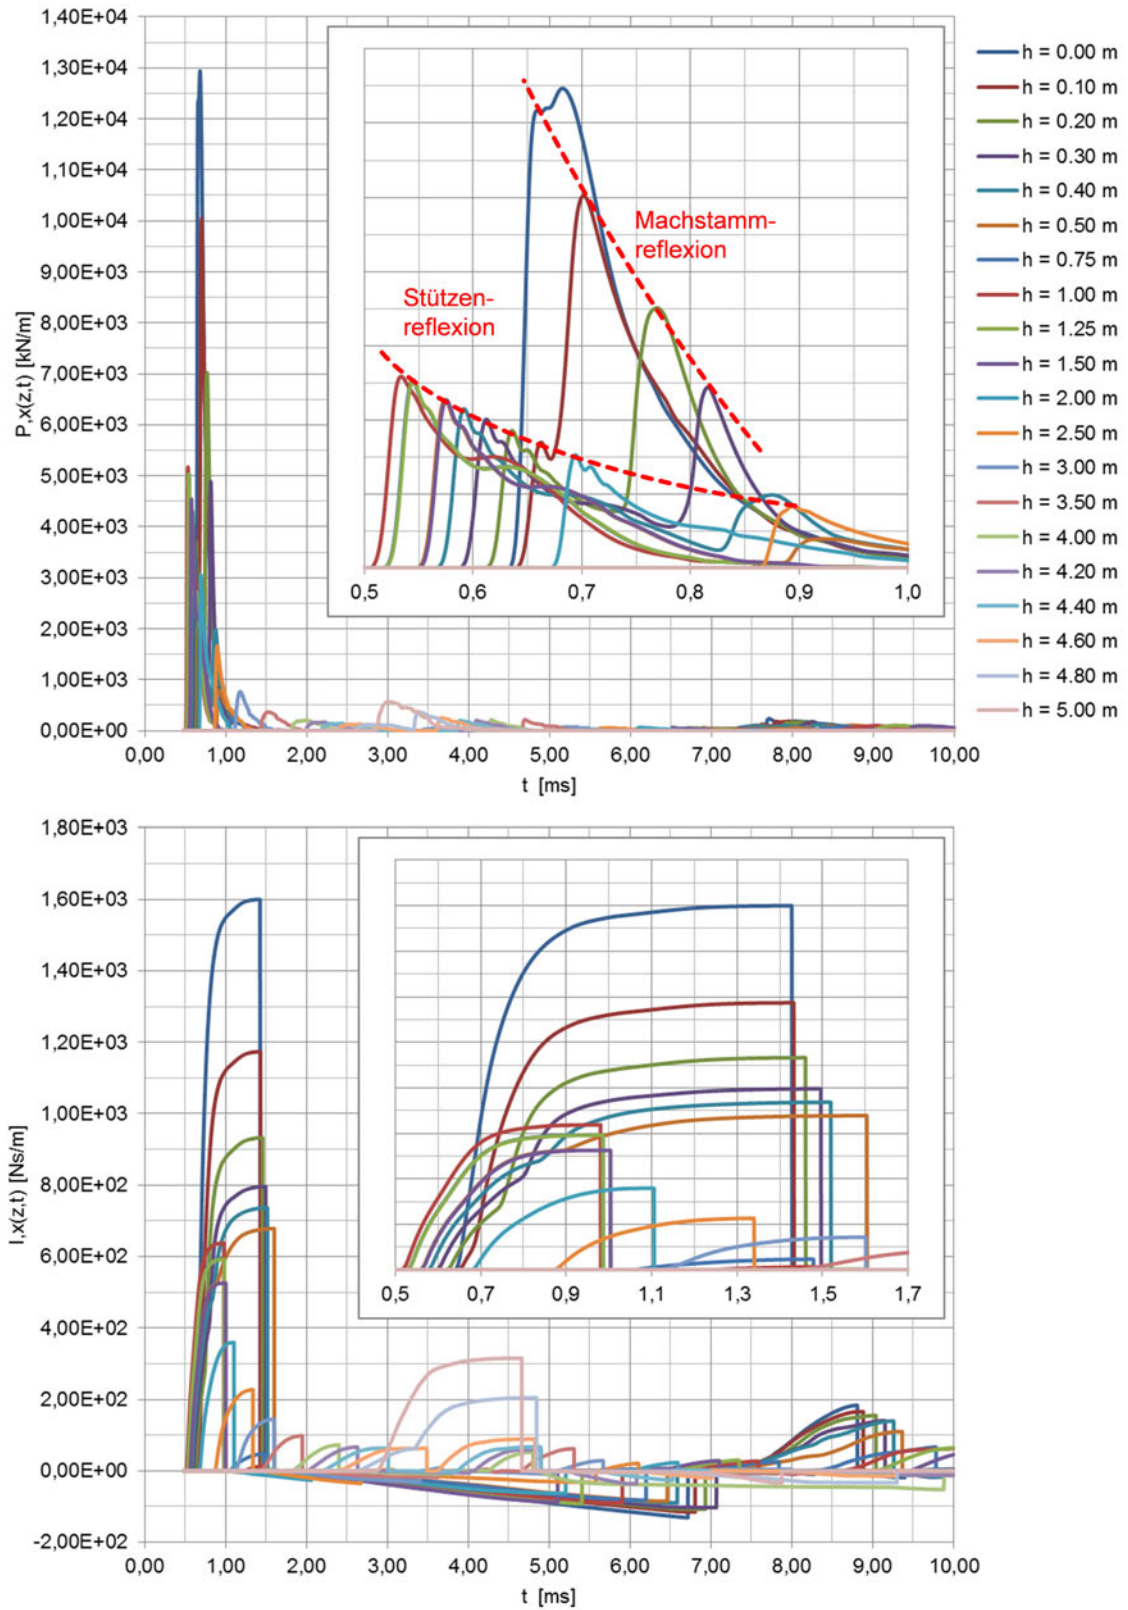 1,40E+04
1,30E+04
1,20E+04
1,10E+04
1,00E+04
9,00E+03
8,00E+03
7,00E+03
6,00E+03
5,00E+03
4,00E+03
3,00E+03
2,00E+03
1,00E+03
0,00E+00
P,x(z,t) [kN/m]
Stützen-
reflexion
Machstamm-
reflexion
0,5 0,6 0,7 0,8 0,9 1,0
0,00 1,00 2,00 3,00 4,00 5,00 6,00 7,00 8,00 9,00 10,00
t [ms]
h = 0.00 m
h = 0.10 m
h = 0.20 m
h = 0.30 m
h = 0.40 m
h = 0.50 m
h = 0.75 m
h = 1.00 m
h = 1.25 m
h = 1.50 m
h = 2.00 m
h = 2.50 m
h = 3.00 m
h = 3.50 m
h = 4.00 m
h = 4.20 m
h = 4.40 m
h = 4.60 m
h = 4.80 m
h = 5.00 m
1,80E+03
1,60E+03
1,40E+03
1,20E+03
1,00E+03
8,00E+02
6,00E+02
4,00E+02
2,00E+02
0,00E+00
-2,00E+02
I,x(z,t) [Ns/m]
0,5 0,7 0,9 1,1 1,3 1,5 1,7
0,00 1,00 2,00 3,00 4,00 5,00 6,00 7,00 8,00 9,00 10,00
t [ms]